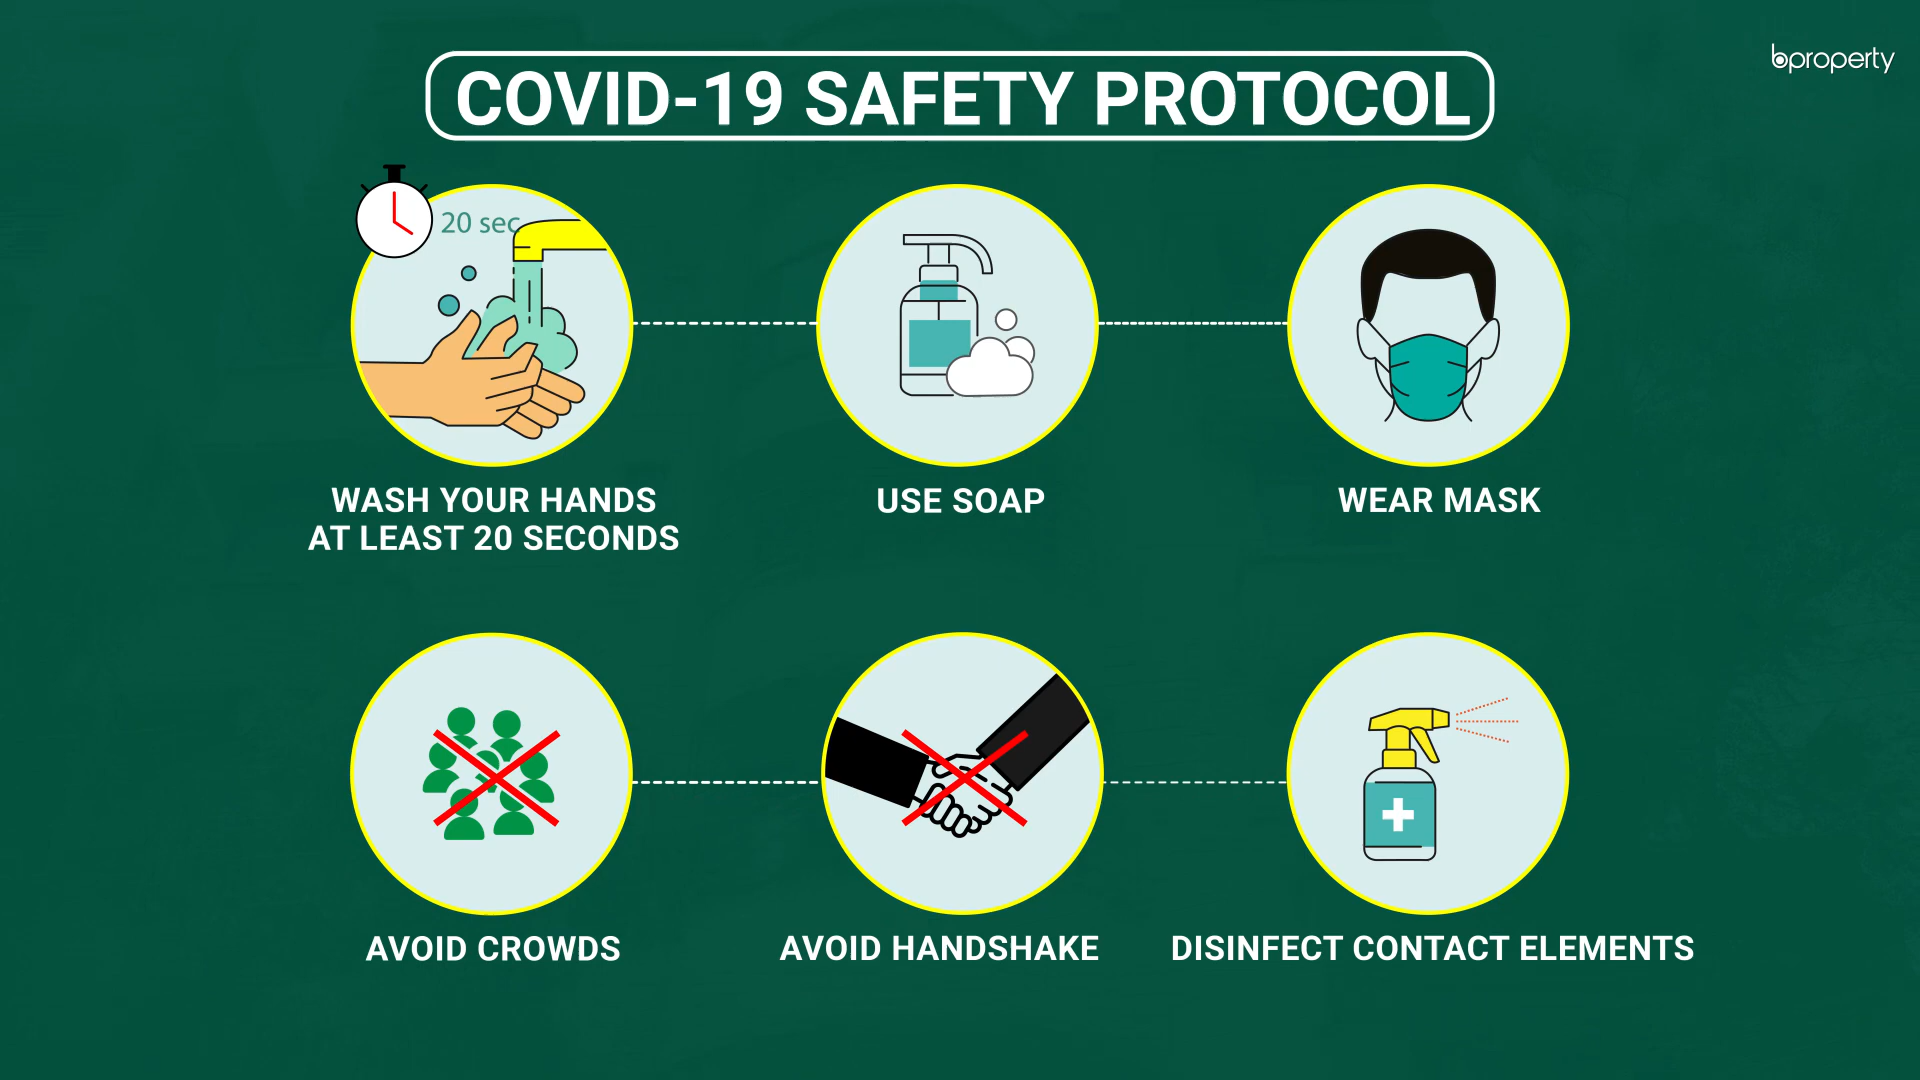 COVID-19 SAFETY PROTOCOL
bproperty
20 sec
WASH YOUR HANDS
AT LEAST 20 SECONDS
USE SOAP
WEAR MASK
AVOID CROWDS
AVOID HANDSHAKE
DISINFECT CONTACT ELEMENTS